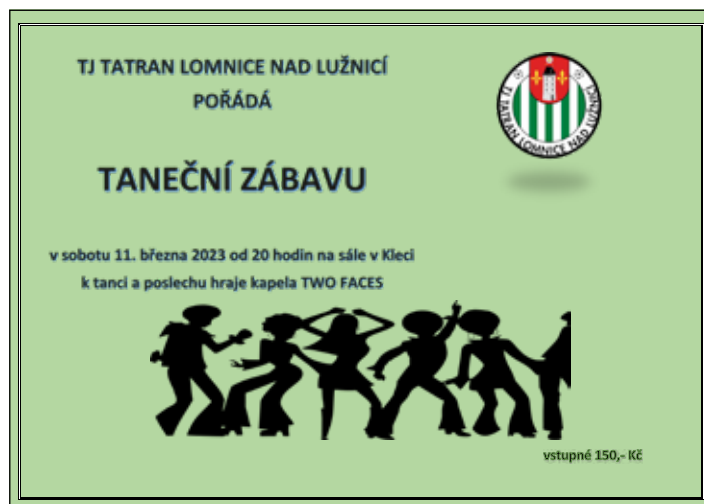 TJ TATRAN LOMNICE NAD LUŽNICÍ
POŘÁDÁ
TJ TATRAN LOMNICE NAD LUŽNICÍ
TANEČNÍ ZÁBAVU
v sobotu 11. března 2023 od 20 hodin na sále v Kleci
k tanci a poslechu hraje kapela TWO FACES
vstupné 150,- Kč